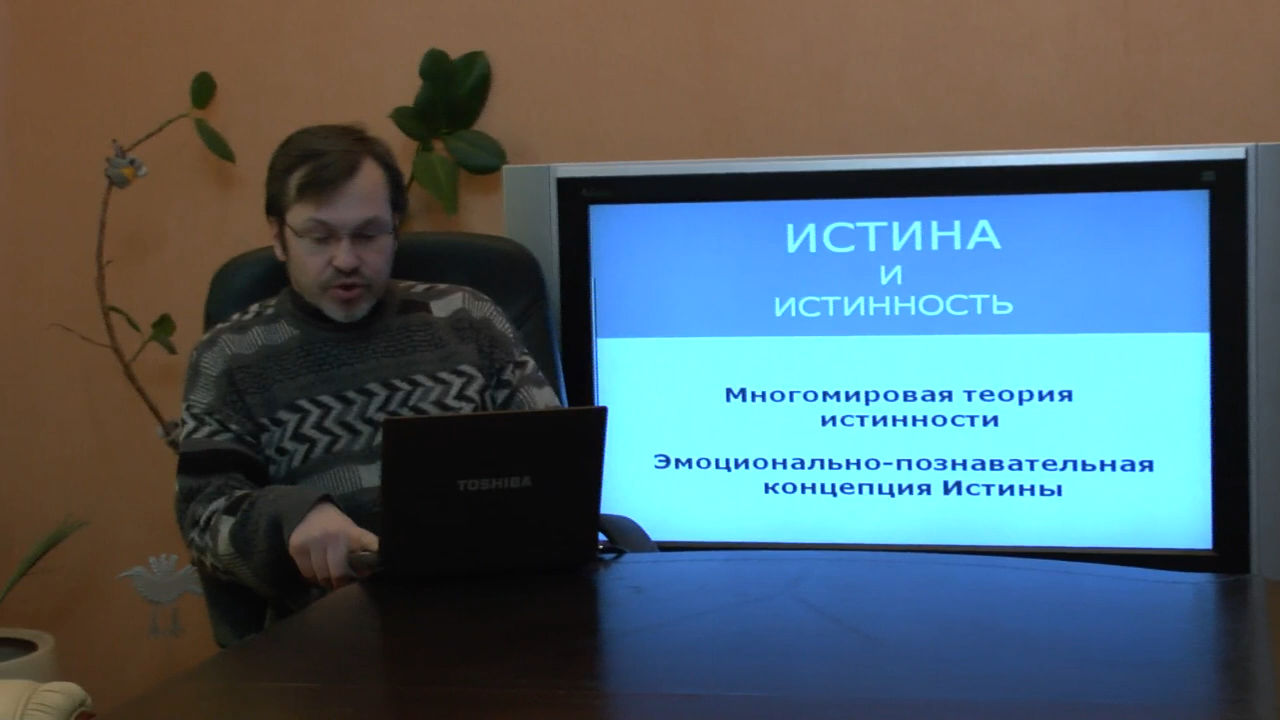 ИСТИНА
И
ИСТИННОСТЬ
Многомировая теория
истинности
Эмоционально-познавательная
концепция Истины
TOSHIBA